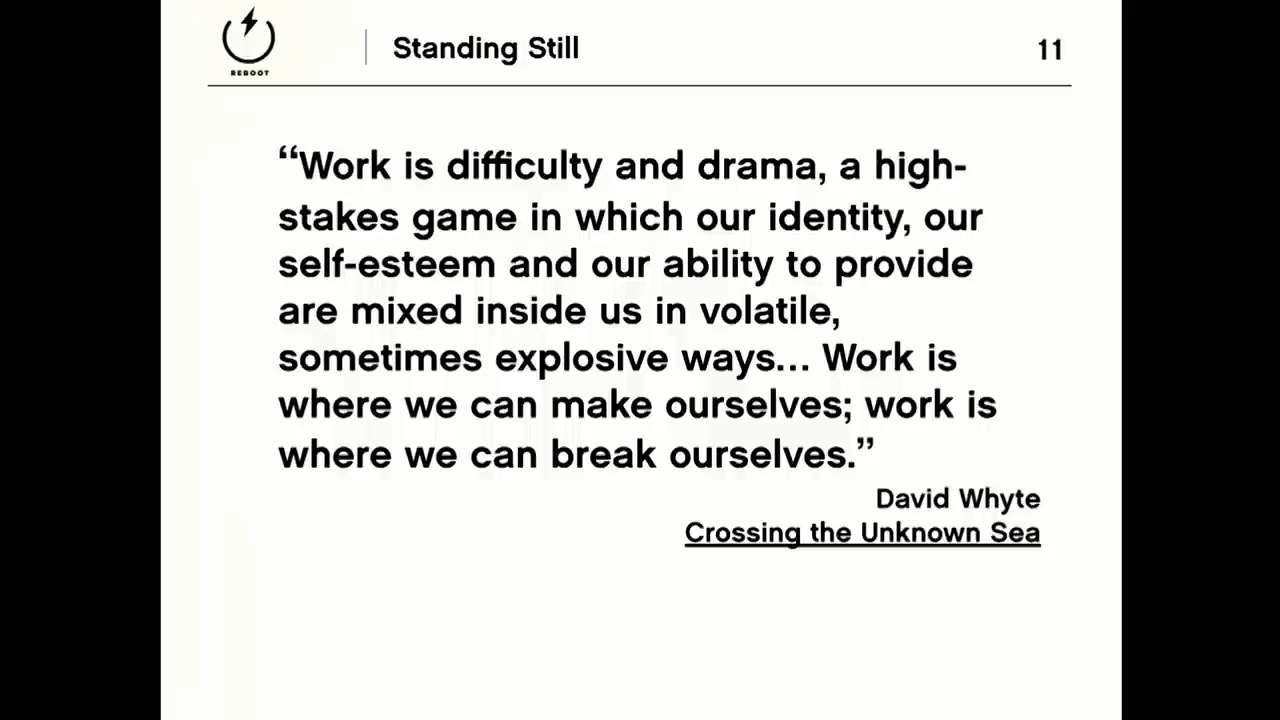 REBOOT
Standing Still
11
“Work is difficulty and drama, a high-
stakes game in which our identity, our
self-esteem and our ability to provide
are mixed inside us in volatile,
sometimes explosive ways... Work is
where we can make ourselves; work is
where we can break ourselves.”
David Whyte
Crossing the Unknown Sea